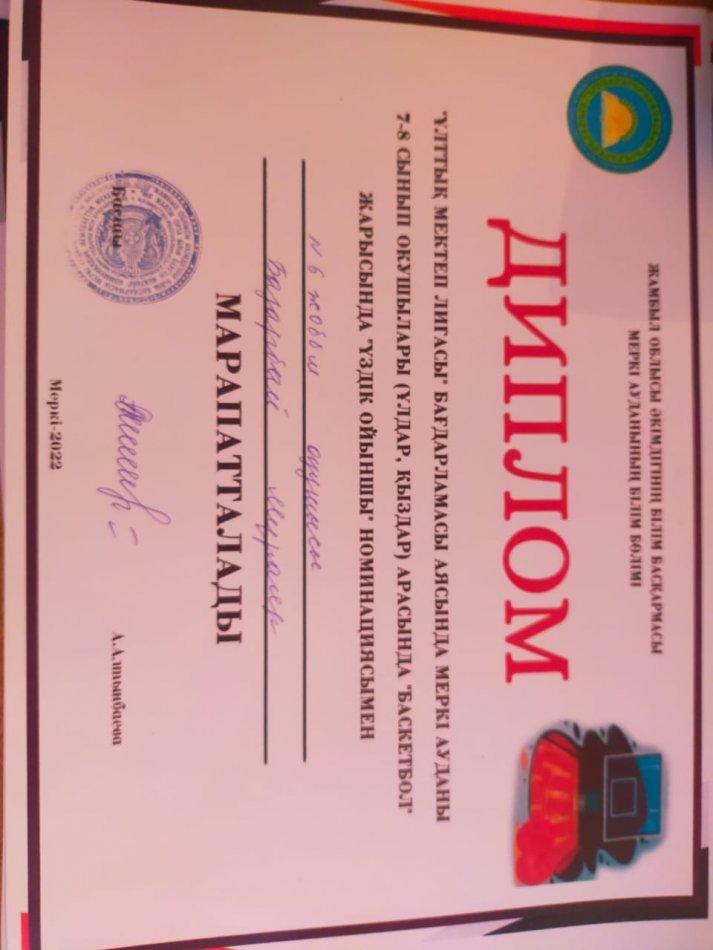 ЖАМБЫЛ ОБЛЫСЫ ӘКІМДІГІНІҢ БІЛІМ БАСҚАРМАСЫ
МЕРКІ АУДАНЫНЫҢ БІЛІМ БӨЛІМІ
ДИПЛОМ
"ҰЛТТЫҚ МЕКТЕП ЛИГАСЫ" БАҒДАРЛАМАСЫ АЯСЫНДА МЕРКІ АУДАНЫ
7-8 СЫНЫП ОҚУШЫЛАРЫ (ҰЛДАР, ҚЫЗДАР) АРАСЫНДА "БАСКЕТБОЛ"
ЖАРЫСЫНДА "ҮЗДІК ОЙЫНШЫ" НОМИНАЦИЯСЫМЕН
№6 жоббм оқушысы
Базарбай
МАРАПАТТАЛАДЫ
Басшы
А.Алтынбаева
Меркі-2022